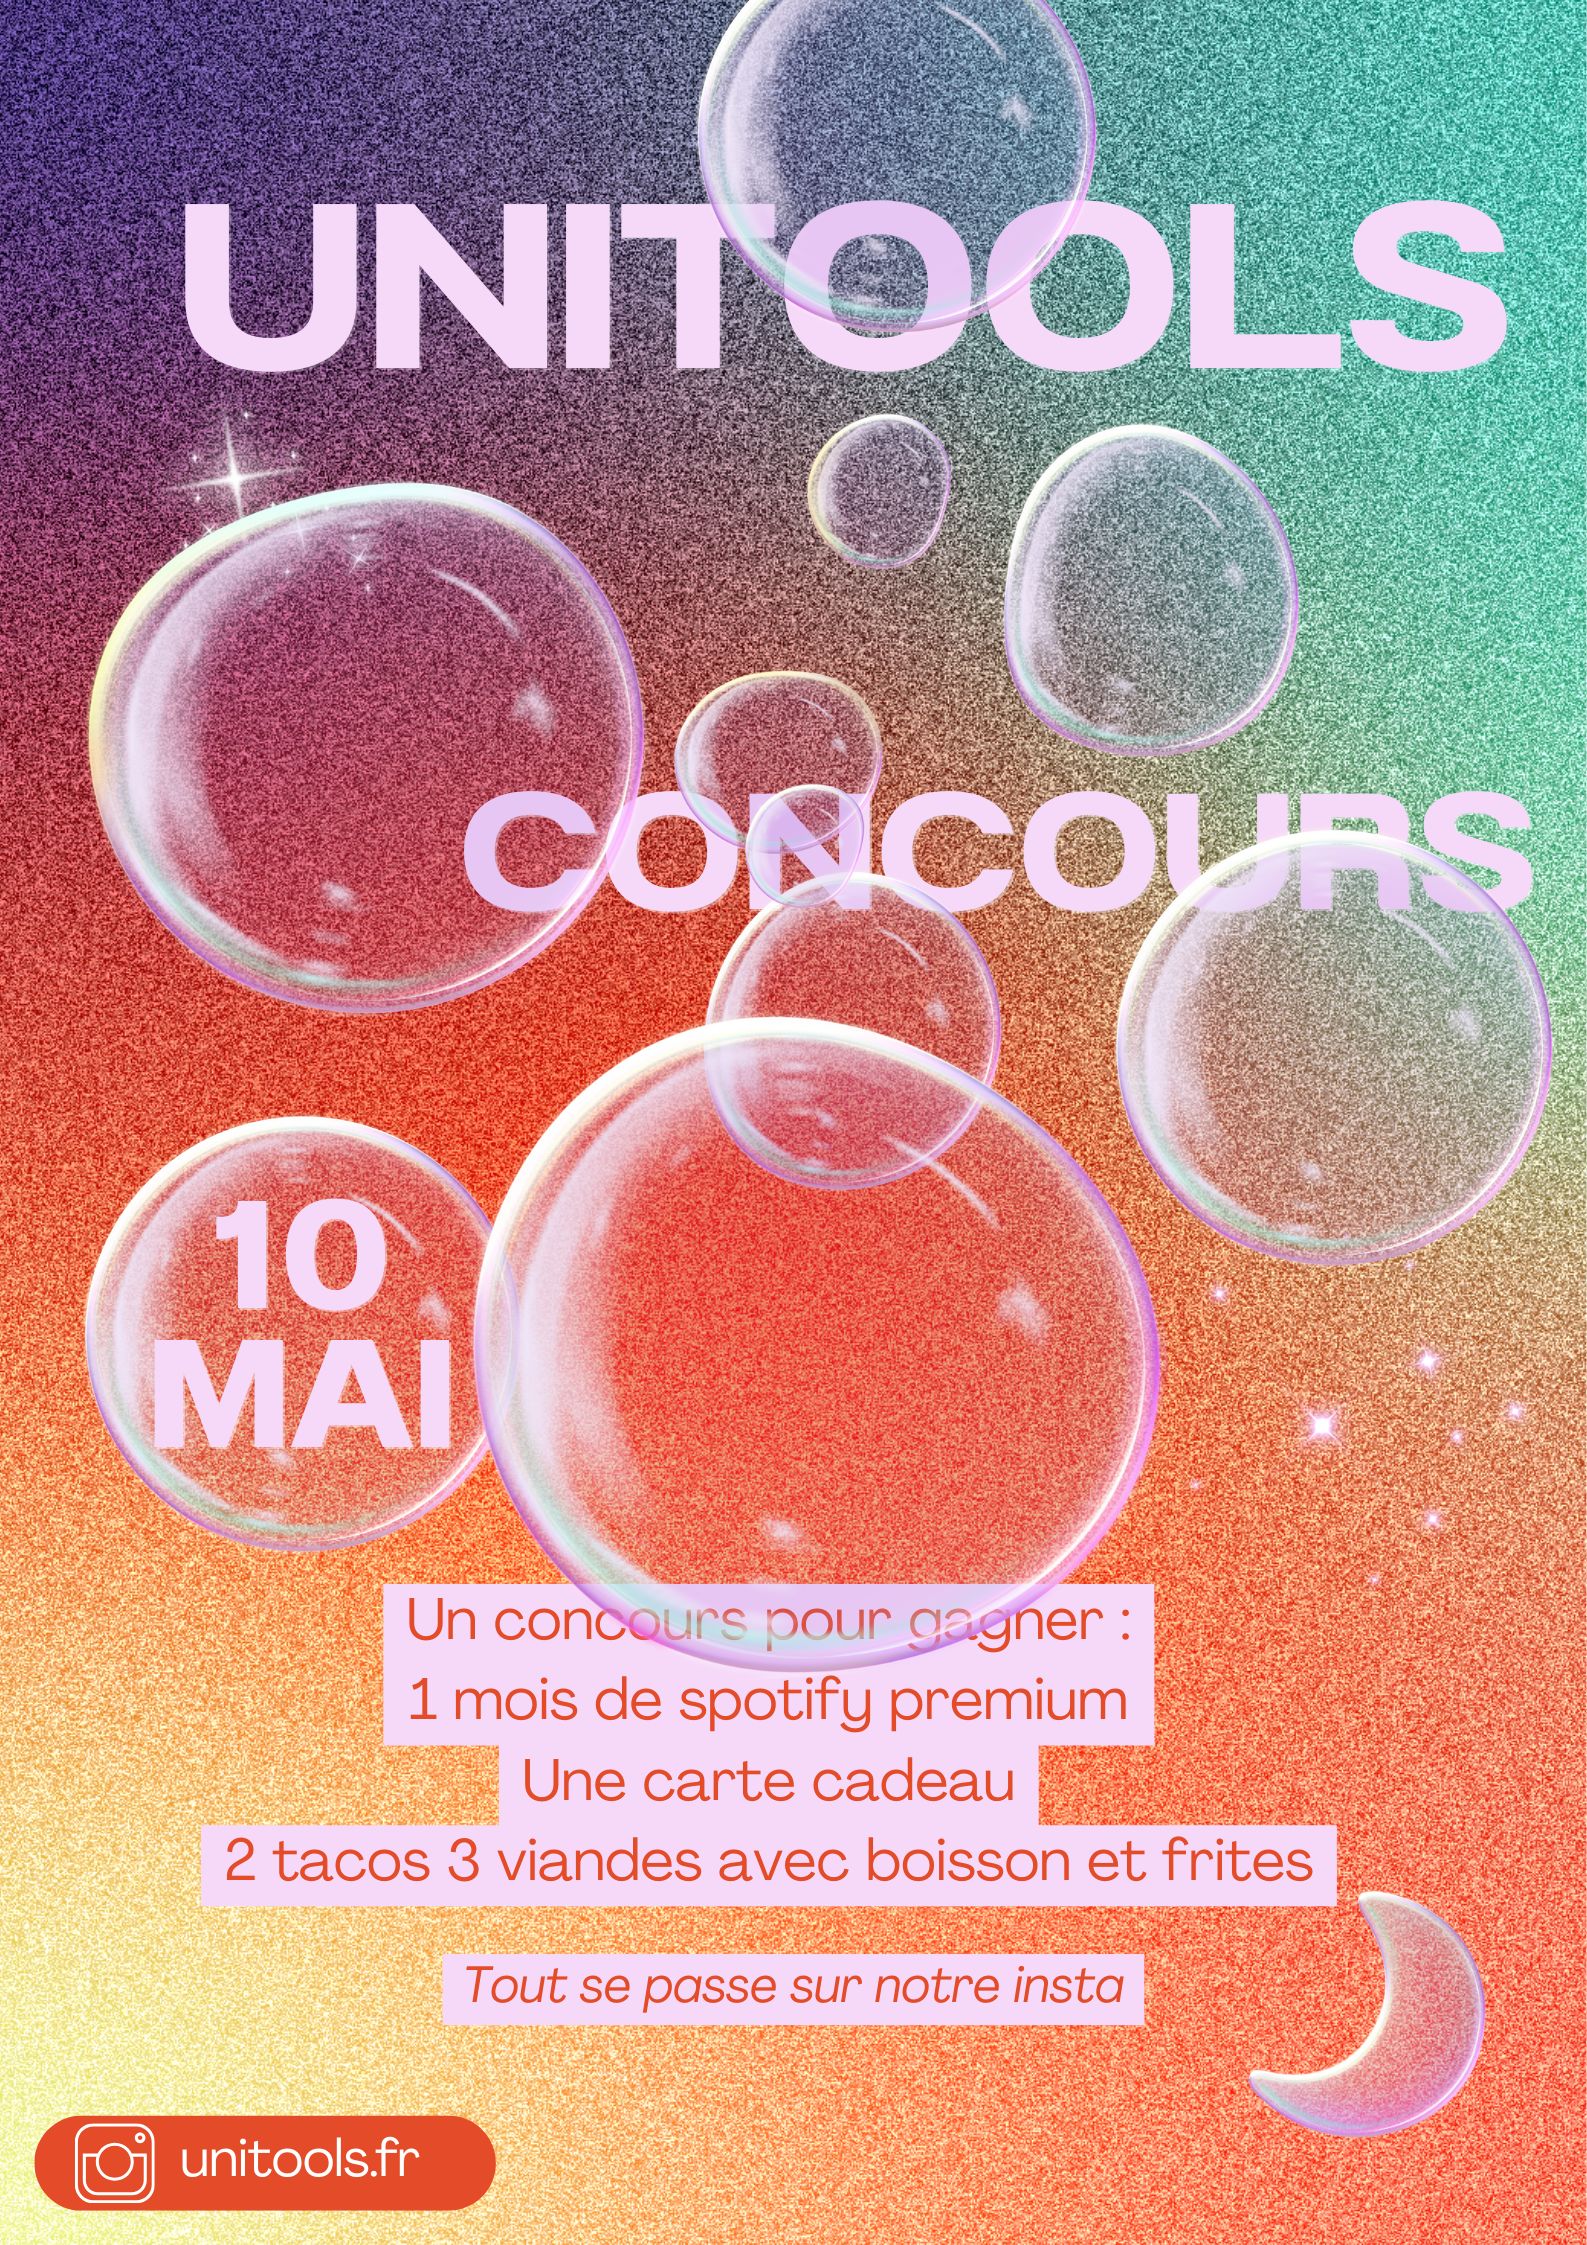 UNITOOLS
CONCOURS
10
MAI
Un concours pour gagner :
1 mois de spotify premium
Une carte cadeau
2 tacos 3 viandes avec boisson et frites
Tout se passe sur notre insta
unitools.fr